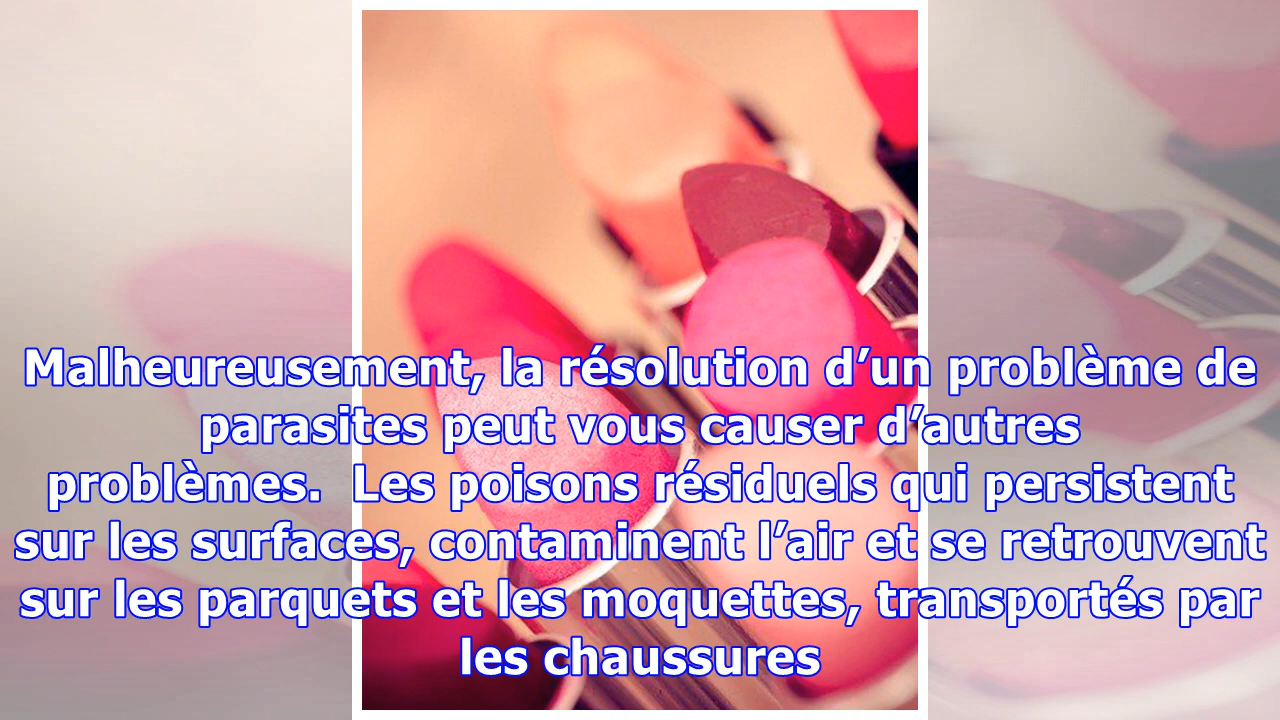 Malheureusement, la résolution d’un problème de
parasites peut vous causer d’autres
problèmes.  Les poisons résiduels qui persistent
sur les surfaces, contaminent l’air et se retrouvent
sur les parquets et les moquettes, transportés par
les chaussures